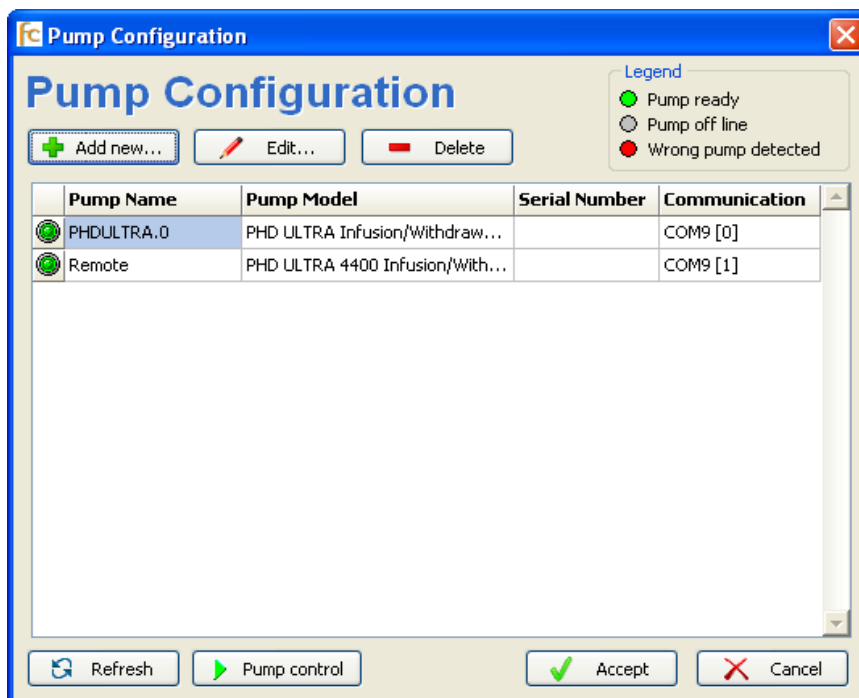 fc Pump Configuration
Pump Configuration
Legend
Pump ready
Pump off line
Wrong pump detected
Add new... Edit... Delete
Pump Name Pump Model Serial Number Communication
PHDULTRA.0 PHD ULTRA Infusion/Withdraw... COM9 [0]
Remote PHD ULTRA 4400 Infusion/With... COM9 [1]
Refresh Pump control Accept Cancel